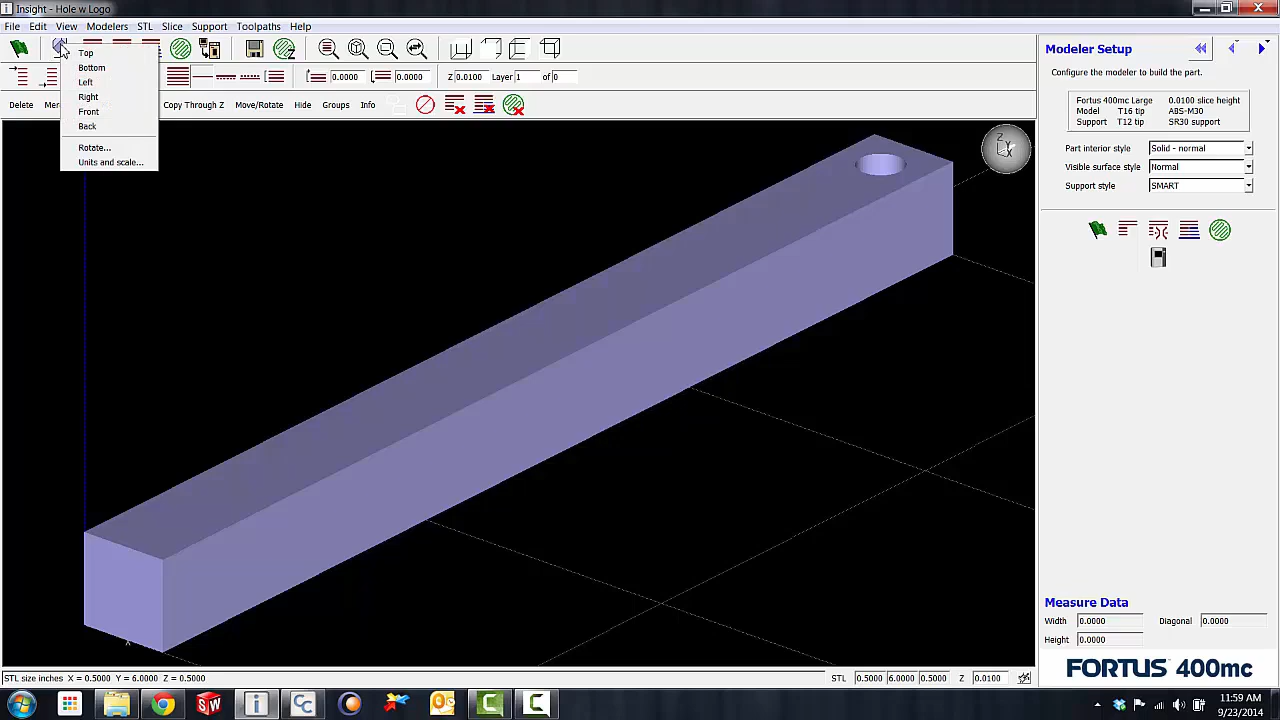 Insight - Hole w Logo
File Edit View Modelers STL Slice Support Toolpaths Help
Top
Bottom
Left
Right
Front
Back
Rotate...
Units and scale...
0.0000 0.0000 Z 0.0100 Layer 1 of 0
Delete Mer Copy Through Z Move/Rotate Hide Groups Info
Z
Y
X
Modeler Setup
Configure the modeler to build the part.
Fortus 400mc Large 0.0100 slice height
Model T16 tip ABS-M30
Support T12 tip SR30 support
Part interior style Solid - normal
Visible surface style Normal
Support style SMART
Measure Data
Width 0.0000 Diagonal 0.0000
Height 0.0000
FORTUS 400mc
STL size inches X = 0.5000 Y = 6.0000 Z = 0.5000 STL 0.5000 6.0000 0.5000 Z 0.0100
11:59 AM
9/23/2014